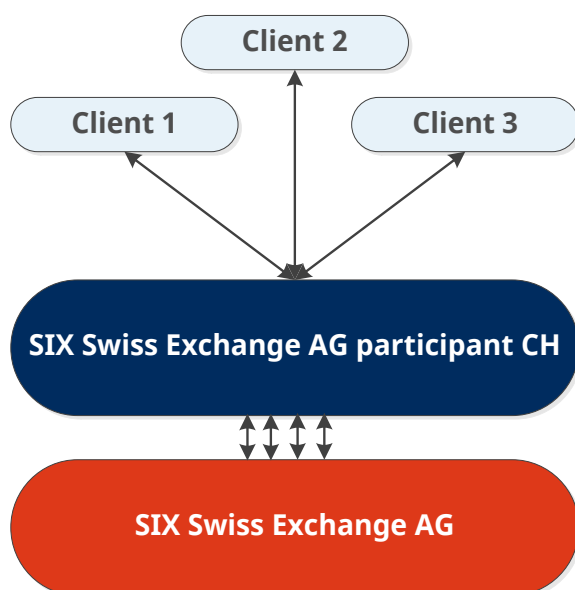 Client 2
Client 1
Client 3
SIX Swiss Exchange AG participant CH
SIX Swiss Exchange AG